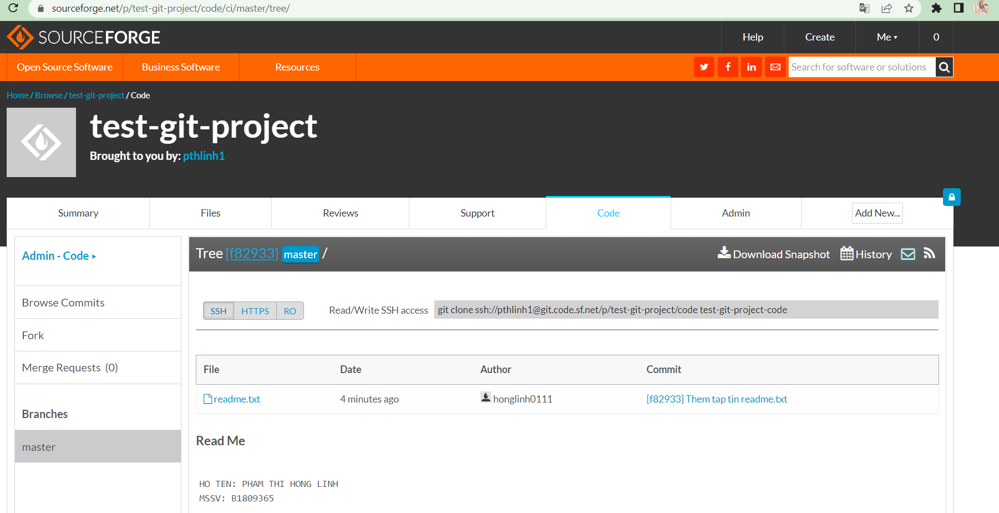 sourceforge.net/p/test-git-project/code/ci/master/tree/
SOURCEFORGE
Help Create Me 0
Open Source Software Business Software Resources
Search for software or solutions
Home / Browse / test-git-project / Code
test-git-project
Brought to you by: pthlinh1
Summary Files Reviews Support Code Admin Add New...
Admin - Code
Browse Commits
Fork
Merge Requests (0)
Branches
master
Tree [f82933] master /
Download Snapshot History
SSH HTTPS RO
Read/Write SSH access
git clone ssh://pthlinh1@git.code.sf.net/p/test-git-project/code test-git-project-code
File Date Author Commit
readme.txt 4 minutes ago honglinh0111 [f82933] Them tap tin readme.txt
Read Me
HO TEN: PHAM THI HONG LINH
MSSV: B1809365